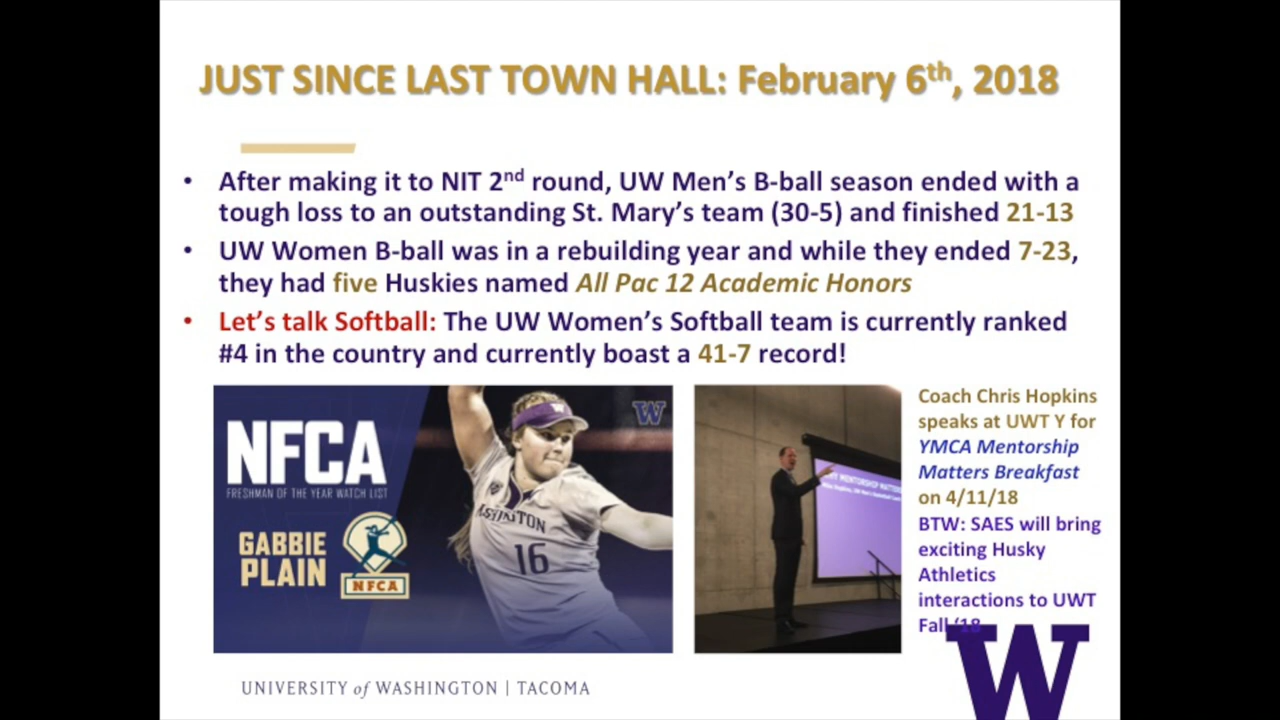 JUST SINCE LAST TOWN HALL: February 6th, 2018
• After making it to NIT 2nd round, UW Men’s B-ball season ended with a
tough loss to an outstanding St. Mary’s team (30-5) and finished 21-13
• UW Women B-ball was in a rebuilding year and while they ended 7-23,
they had five Huskies named All Pac 12 Academic Honors
• Let’s talk Softball: The UW Women’s Softball team is currently ranked
#4 in the country and currently boast a 41-7 record!
W
NFCA
FRESHMAN OF THE YEAR WATCH LIST
GABBIE
PLAIN
NFCA
WASHINGTON
16
MENTORSHIP MATTERS
Coach Chris Hopkins
speaks at UWT Y for
YMCA Mentorship
Matters Breakfast
on 4/11/18
BTW: SAES will bring
exciting Husky
Athletics
interactions to UWT
Fall ‘18
W
UNIVERSITY of WASHINGTON | TACOMA